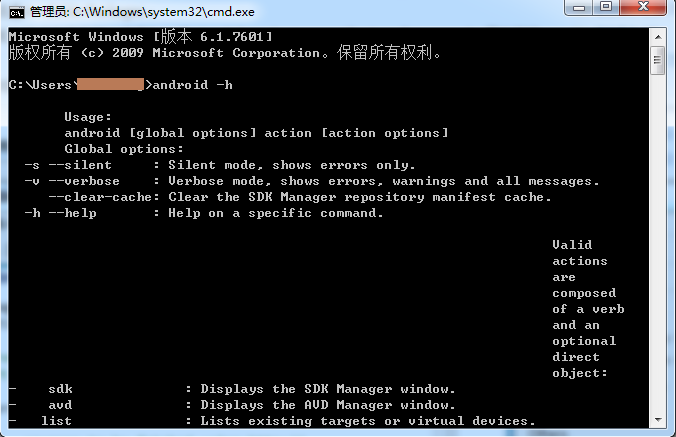 管理员: C:\Windows\system32\cmd.exe
Microsoft Windows [版本 6.1.7601]
版权所有 (c) 2009 Microsoft Corporation。保留所有权利。
C:\Users\ >android -h
Usage:
android [global options] action [action options]
Global options:
-s --silent : Silent mode, shows errors only.
-v --verbose : Verbose mode, shows errors, warnings and all messages.
--clear-cache: Clear the SDK Manager repository manifest cache.
-h --help : Help on a specific command.
Valid
actions
are
composed
of a verb
and an
optional
direct
object:
- sdk : Displays the SDK Manager window.
- avd : Displays the AVD Manager window.
- list : Lists existing targets or virtual devices.